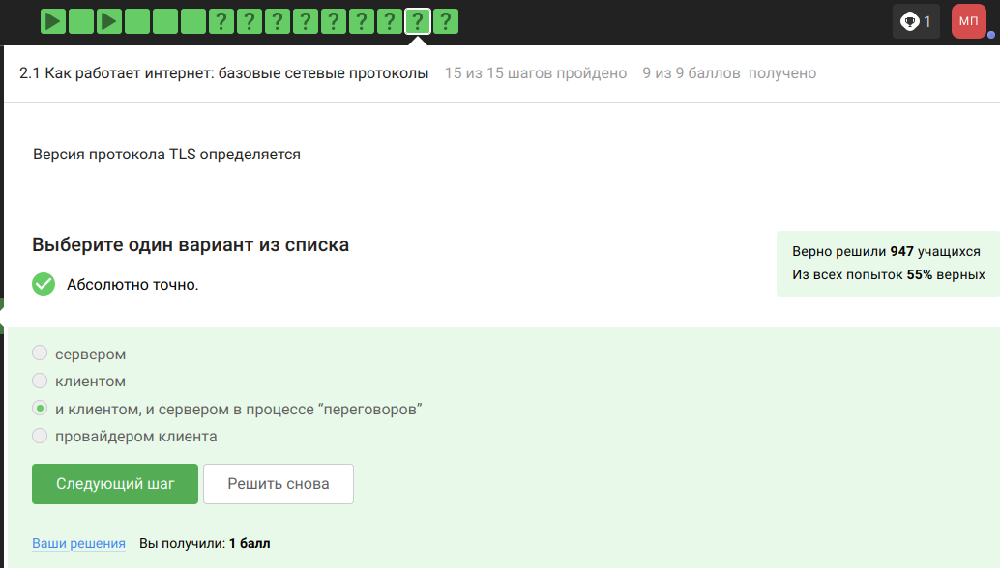 ? ? ? ? ? ? ? ? ?
1
МП
2.1 Как работает интернет: базовые сетевые протоколы 15 из 15 шагов пройдено 9 из 9 баллов получено
Версия протокола TLS определяется
Выберите один вариант из списка
Абсолютно точно.
Верно решили 947 учащихся
Из всех попыток 55% верных
сервером
клиентом
и клиентом, и сервером в процессе “переговоров”
провайдером клиента
Следующий шаг
Решить снова
Ваши решения Вы получили: 1 балл